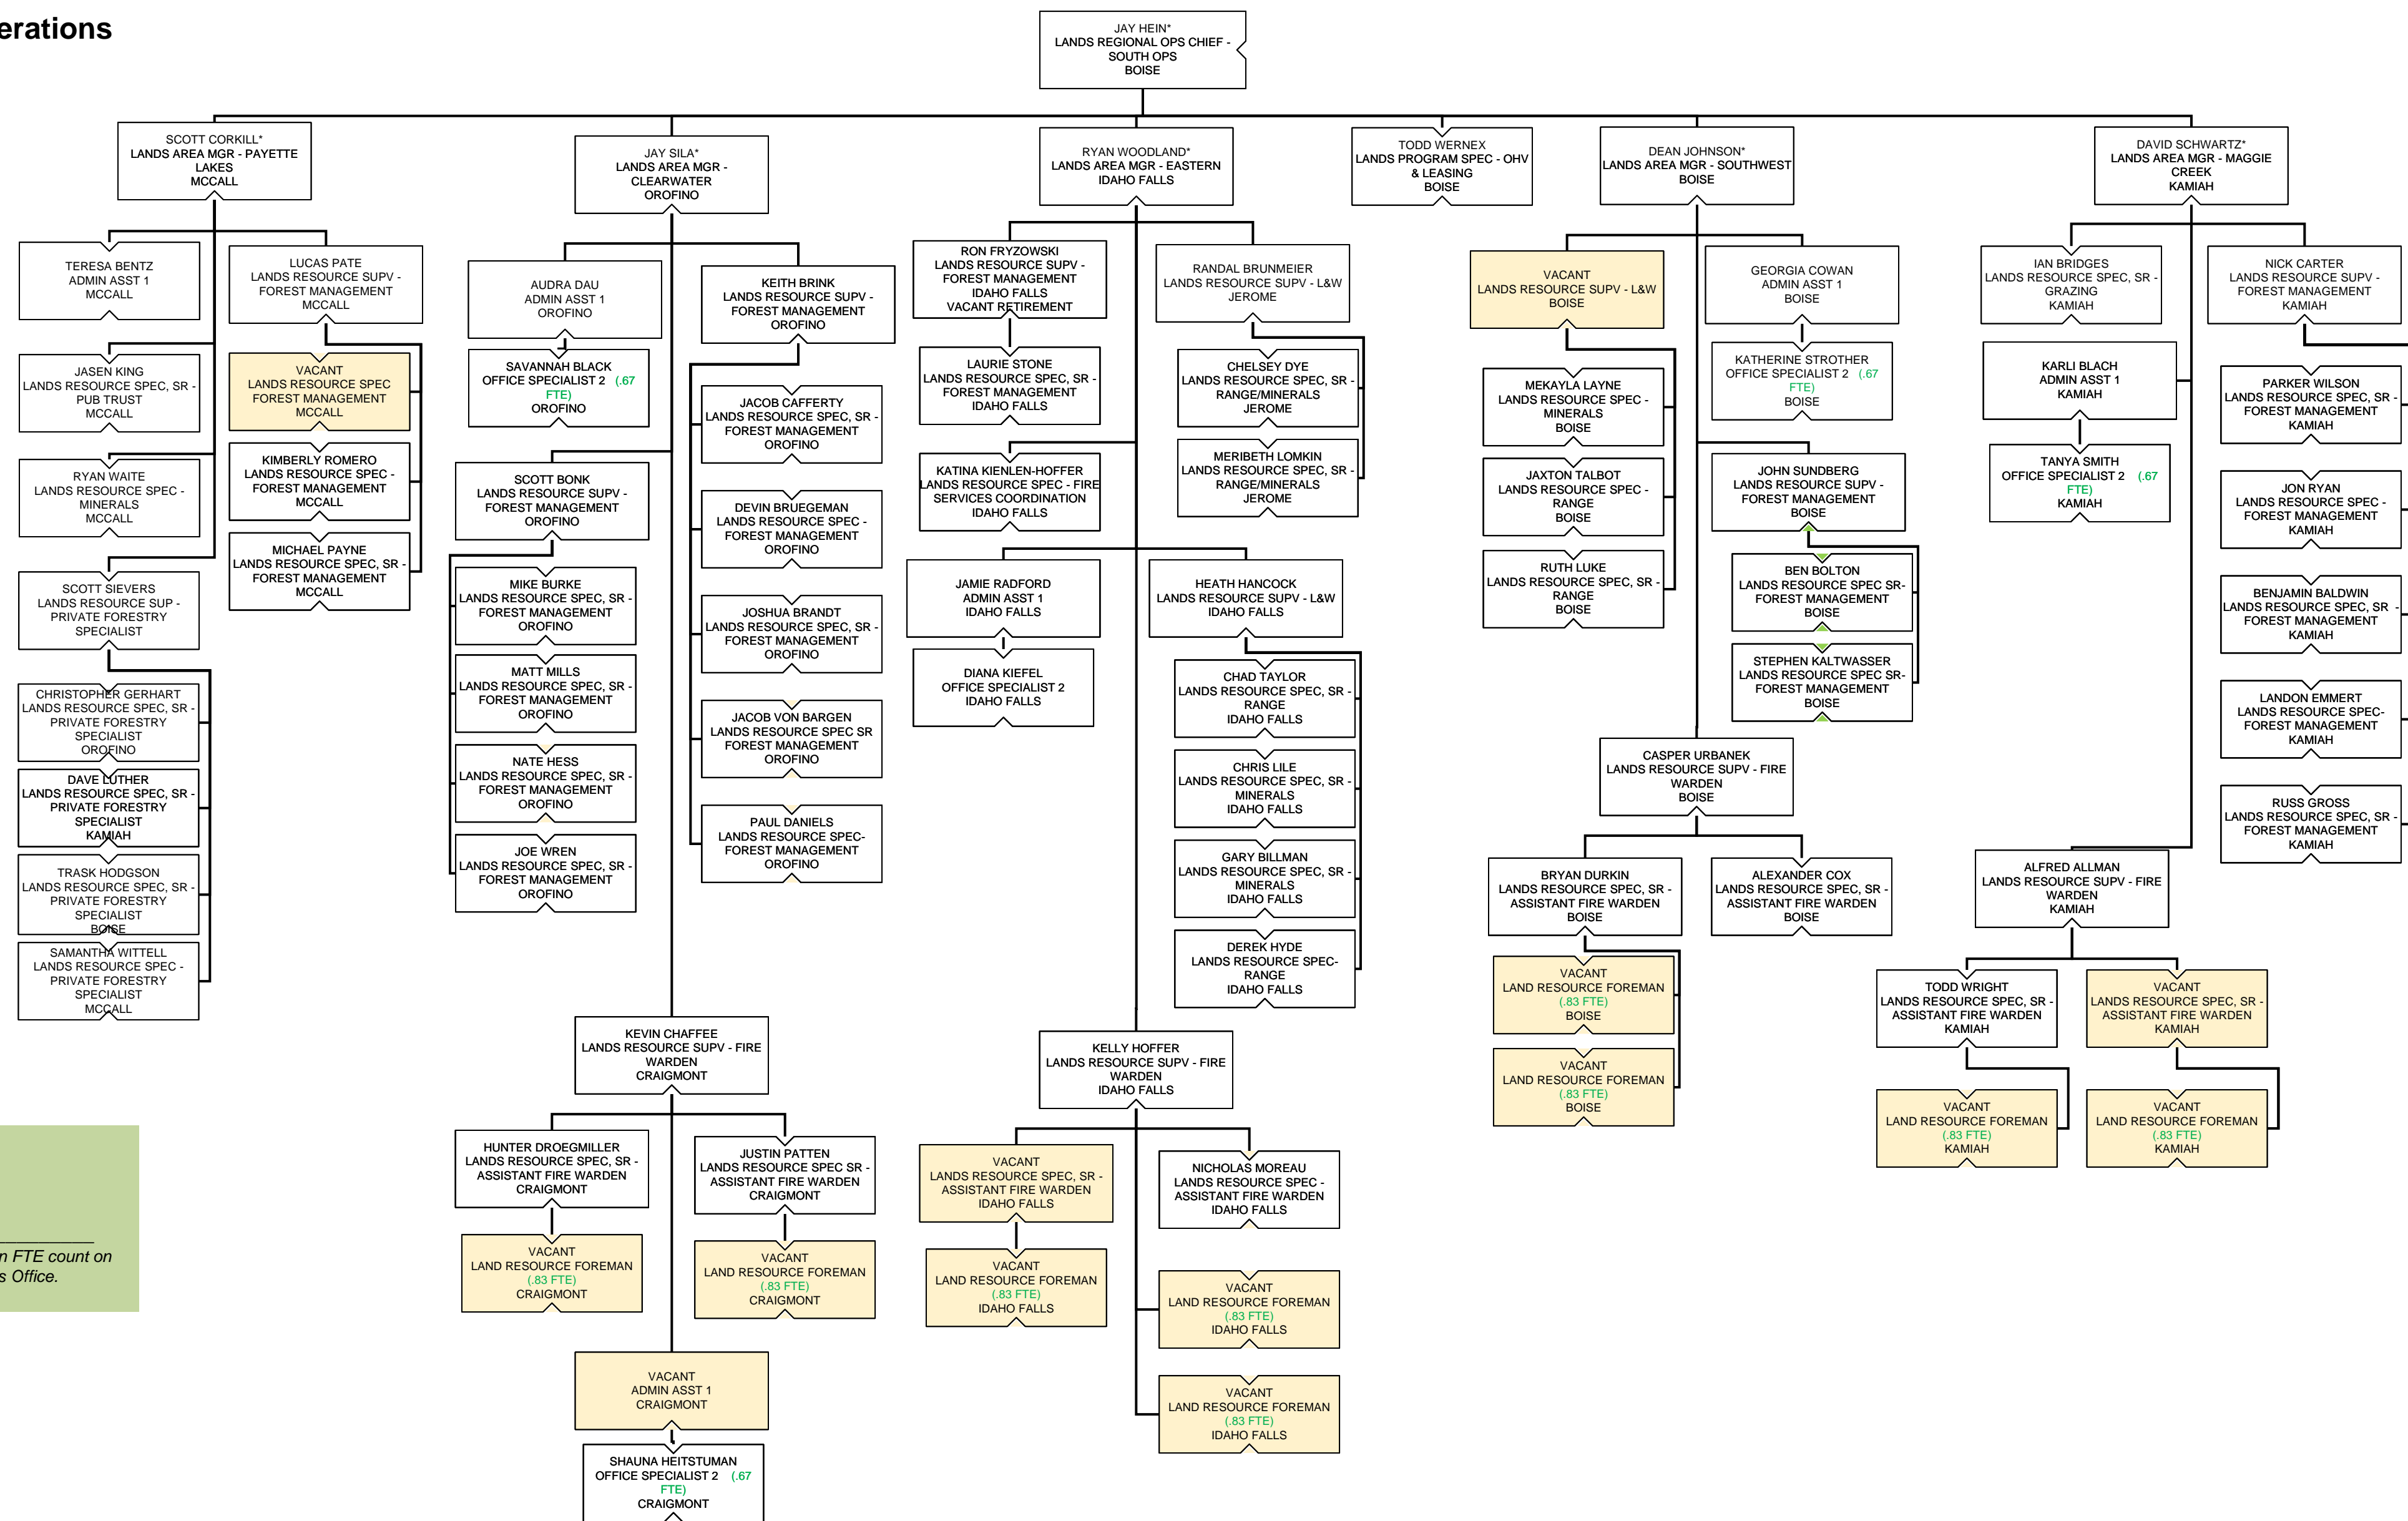 erations
JAY HEIN*
LANDS REGIONAL OPS CHIEF -
SOUTH OPS
BOISE
SCOTT CORKILL*
LANDS AREA MGR - PAYETTE
LAKES
MCCALL
TERESA BENTZ
ADMIN ASST 1
MCCALL
LUCAS PATE
LANDS RESOURCE SUPV -
FOREST MANAGEMENT
MCCALL
JASEN KING
LANDS RESOURCE SPEC, SR -
PUB TRUST
MCCALL
VACANT
LANDS RESOURCE SPEC
FOREST MANAGEMENT
MCCALL
RYAN WAITE
LANDS RESOURCE SPEC -
MINERALS
MCCALL
KIMBERLY ROMERO
LANDS RESOURCE SPEC -
FOREST MANAGEMENT
MCCALL
MICHAEL PAYNE
LANDS RESOURCE SPEC, SR -
FOREST MANAGEMENT
MCCALL
SCOTT SIEVERS
LANDS RESOURCE SUP -
PRIVATE FORESTRY
SPECIALIST
CHRISTOPHER GERHART
LANDS RESOURCE SPEC, SR -
PRIVATE FORESTRY
SPECIALIST
OROFINO
DAVE LUTHER
LANDS RESOURCE SPEC, SR -
PRIVATE FORESTRY
SPECIALIST
KAMIAH
TRASK HODGSON
LANDS RESOURCE SPEC, SR -
PRIVATE FORESTRY
SPECIALIST
BOISE
SAMANTHA WITTELL
LANDS RESOURCE SPEC -
PRIVATE FORESTRY
SPECIALIST
MCCALL
JAY SILA*
LANDS AREA MGR -
CLEARWATER
OROFINO
AUDRA DAU
ADMIN ASST 1
OROFINO
KEITH BRINK
LANDS RESOURCE SUPV -
FOREST MANAGEMENT
OROFINO
SAVANNAH BLACK
OFFICE SPECIALIST 2 (.67
FTE)
OROFINO
JACOB CAFFERTY
LANDS RESOURCE SPEC, SR -
FOREST MANAGEMENT
OROFINO
SCOTT BONK
LANDS RESOURCE SUPV -
FOREST MANAGEMENT
OROFINO
DEVIN BRUEGEMAN
LANDS RESOURCE SPEC -
FOREST MANAGEMENT
OROFINO
MIKE BURKE
LANDS RESOURCE SPEC, SR -
FOREST MANAGEMENT
OROFINO
JOSHUA BRANDT
LANDS RESOURCE SPEC, SR -
FOREST MANAGEMENT
OROFINO
MATT MILLS
LANDS RESOURCE SPEC, SR -
FOREST MANAGEMENT
OROFINO
JACOB VON BARGEN
LANDS RESOURCE SPEC SR
FOREST MANAGEMENT
OROFINO
NATE HESS
LANDS RESOURCE SPEC, SR -
FOREST MANAGEMENT
OROFINO
PAUL DANIELS
LANDS RESOURCE SPEC-
FOREST MANAGEMENT
OROFINO
JOE WREN
LANDS RESOURCE SPEC, SR -
FOREST MANAGEMENT
OROFINO
KEVIN CHAFFEE
LANDS RESOURCE SUPV - FIRE
WARDEN
CRAIGMONT
HUNTER DROEGMILLER
LANDS RESOURCE SPEC, SR -
ASSISTANT FIRE WARDEN
CRAIGMONT
JUSTIN PATTEN
LANDS RESOURCE SPEC SR -
ASSISTANT FIRE WARDEN
CRAIGMONT
VACANT
LAND RESOURCE FOREMAN
(.83 FTE)
CRAIGMONT
VACANT
LAND RESOURCE FOREMAN
(.83 FTE)
CRAIGMONT
VACANT
ADMIN ASST 1
CRAIGMONT
SHAUNA HEITSTUMAN
OFFICE SPECIALIST 2 (.67
FTE)
CRAIGMONT
RYAN WOODLAND*
LANDS AREA MGR - EASTERN
IDAHO FALLS
RON FRYZOWSKI
LANDS RESOURCE SUPV -
FOREST MANAGEMENT
IDAHO FALLS
VACANT RETIREMENT
RANDAL BRUNMEIER
LANDS RESOURCE SUPV - L&W
JEROME
LAURIE STONE
LANDS RESOURCE SPEC, SR -
FOREST MANAGEMENT
IDAHO FALLS
CHELSEY DYE
LANDS RESOURCE SPEC, SR -
RANGE/MINERALS
JEROME
KATINA KIENLEN-HOFFER
LANDS RESOURCE SPEC - FIRE
SERVICES COORDINATION
IDAHO FALLS
MERIBETH LOMKIN
LANDS RESOURCE SPEC, SR -
RANGE/MINERALS
JEROME
JAMIE RADFORD
ADMIN ASST 1
IDAHO FALLS
HEATH HANCOCK
LANDS RESOURCE SUPV - L&W
IDAHO FALLS
DIANA KIEFEL
OFFICE SPECIALIST 2
IDAHO FALLS
CHAD TAYLOR
LANDS RESOURCE SPEC, SR -
RANGE
IDAHO FALLS
CHRIS LILE
LANDS RESOURCE SPEC, SR -
MINERALS
IDAHO FALLS
GARY BILLMAN
LANDS RESOURCE SPEC, SR -
MINERALS
IDAHO FALLS
DEREK HYDE
LANDS RESOURCE SPEC-
RANGE
IDAHO FALLS
KELLY HOFFER
LANDS RESOURCE SUPV - FIRE
WARDEN
IDAHO FALLS
VACANT
LANDS RESOURCE SPEC, SR -
ASSISTANT FIRE WARDEN
IDAHO FALLS
NICHOLAS MOREAU
LANDS RESOURCE SPEC -
ASSISTANT FIRE WARDEN
IDAHO FALLS
VACANT
LAND RESOURCE FOREMAN
(.83 FTE)
IDAHO FALLS
VACANT
LAND RESOURCE FOREMAN
(.83 FTE)
IDAHO FALLS
VACANT
LAND RESOURCE FOREMAN
(.83 FTE)
IDAHO FALLS
TODD WERNEX
LANDS PROGRAM SPEC - OHV
& LEASING
BOISE
DEAN JOHNSON*
LANDS AREA MGR - SOUTHWEST
BOISE
VACANT
LANDS RESOURCE SUPV - L&W
BOISE
GEORGIA COWAN
ADMIN ASST 1
BOISE
MEKAYLA LAYNE
LANDS RESOURCE SPEC -
MINERALS
BOISE
KATHERINE STROTHER
OFFICE SPECIALIST 2 (.67
FTE)
BOISE
JAXTON TALBOT
LANDS RESOURCE SPEC -
RANGE
BOISE
JOHN SUNDBERG
LANDS RESOURCE SUPV -
FOREST MANAGEMENT
BOISE
RUTH LUKE
LANDS RESOURCE SPEC, SR -
RANGE
BOISE
BEN BOLTON
LANDS RESOURCE SPEC SR-
FOREST MANAGEMENT
BOISE
STEPHEN KALTWASSER
LANDS RESOURCE SPEC SR-
FOREST MANAGEMENT
BOISE
CASPER URBANEK
LANDS RESOURCE SUPV - FIRE
WARDEN
BOISE
BRYAN DURKIN
LANDS RESOURCE SPEC, SR -
ASSISTANT FIRE WARDEN
BOISE
ALEXANDER COX
LANDS RESOURCE SPEC, SR -
ASSISTANT FIRE WARDEN
BOISE
VACANT
LAND RESOURCE FOREMAN
(.83 FTE)
BOISE
VACANT
LAND RESOURCE FOREMAN
(.83 FTE)
BOISE
DAVID SCHWARTZ*
LANDS AREA MGR - MAGGIE
CREEK
KAMIAH
IAN BRIDGES
LANDS RESOURCE SPEC, SR -
GRAZING
KAMIAH
NICK CARTER
LANDS RESOURCE SUPV -
FOREST MANAGEMENT
KAMIAH
KARLI BLACH
ADMIN ASST 1
KAMIAH
PARKER WILSON
LANDS RESOURCE SPEC, SR -
FOREST MANAGEMENT
KAMIAH
TANYA SMITH
OFFICE SPECIALIST 2 (.67
FTE)
KAMIAH
JON RYAN
LANDS RESOURCE SPEC -
FOREST MANAGEMENT
KAMIAH
BENJAMIN BALDWIN
LANDS RESOURCE SPEC, SR -
FOREST MANAGEMENT
KAMIAH
LANDON EMMERT
LANDS RESOURCE SPEC-
FOREST MANAGEMENT
KAMIAH
RUSS GROSS
LANDS RESOURCE SPEC, SR -
FOREST MANAGEMENT
KAMIAH
ALFRED ALLMAN
LANDS RESOURCE SUPV - FIRE
WARDEN
KAMIAH
TODD WRIGHT
LANDS RESOURCE SPEC, SR -
ASSISTANT FIRE WARDEN
KAMIAH
VACANT
LANDS RESOURCE SPEC, SR -
ASSISTANT FIRE WARDEN
KAMIAH
VACANT
LAND RESOURCE FOREMAN
(.83 FTE)
KAMIAH
VACANT
LAND RESOURCE FOREMAN
(.83 FTE)
KAMIAH
n FTE count on
s Office.